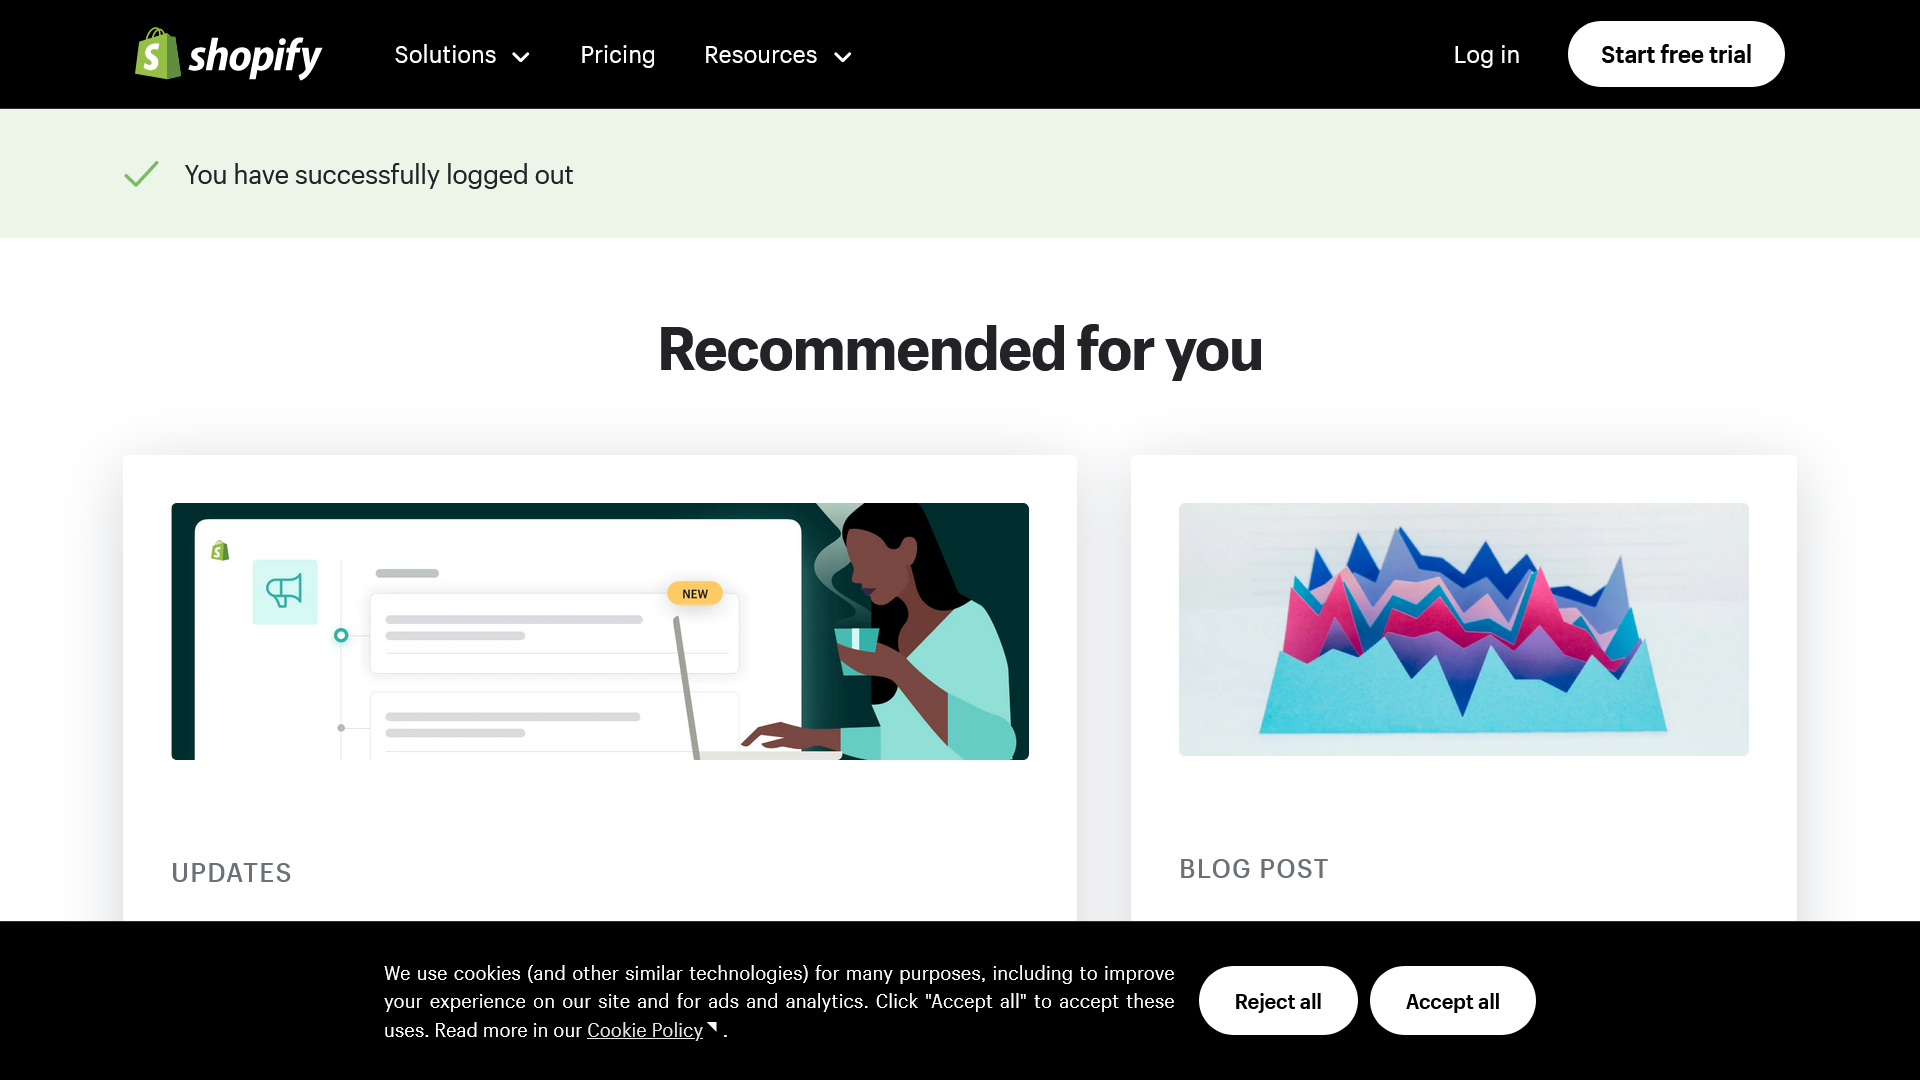 shopify
Solutions
Pricing
Resources
Log in
Start free trial
You have successfully logged out
Recommended for you
NEW
UPDATES
BLOG POST
We use cookies (and other similar technologies) for many purposes, including to improve
your experience on our site and for ads and analytics. Click "Accept all" to accept these
uses. Read more in our Cookie Policy .
Reject all
Accept all